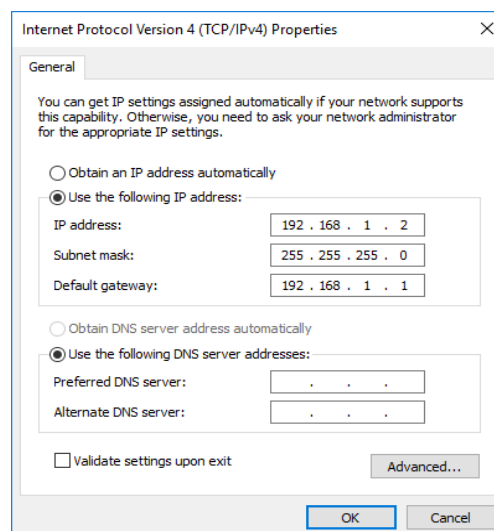 Internet Protocol Version 4 (TCP/IPv4) Properties
General
You can get IP settings assigned automatically if your network supports
this capability. Otherwise, you need to ask your network administrator
for the appropriate IP settings.
Obtain an IP address automatically
Use the following IP address:
IP address: 192 . 168 . 1 . 2
Subnet mask: 255 . 255 . 255 . 0
Default gateway: 192 . 168 . 1 . 1
Obtain DNS server address automatically
Use the following DNS server addresses:
Preferred DNS server: . . .
Alternate DNS server: . . .
Validate settings upon exit
Advanced...
OK Cancel